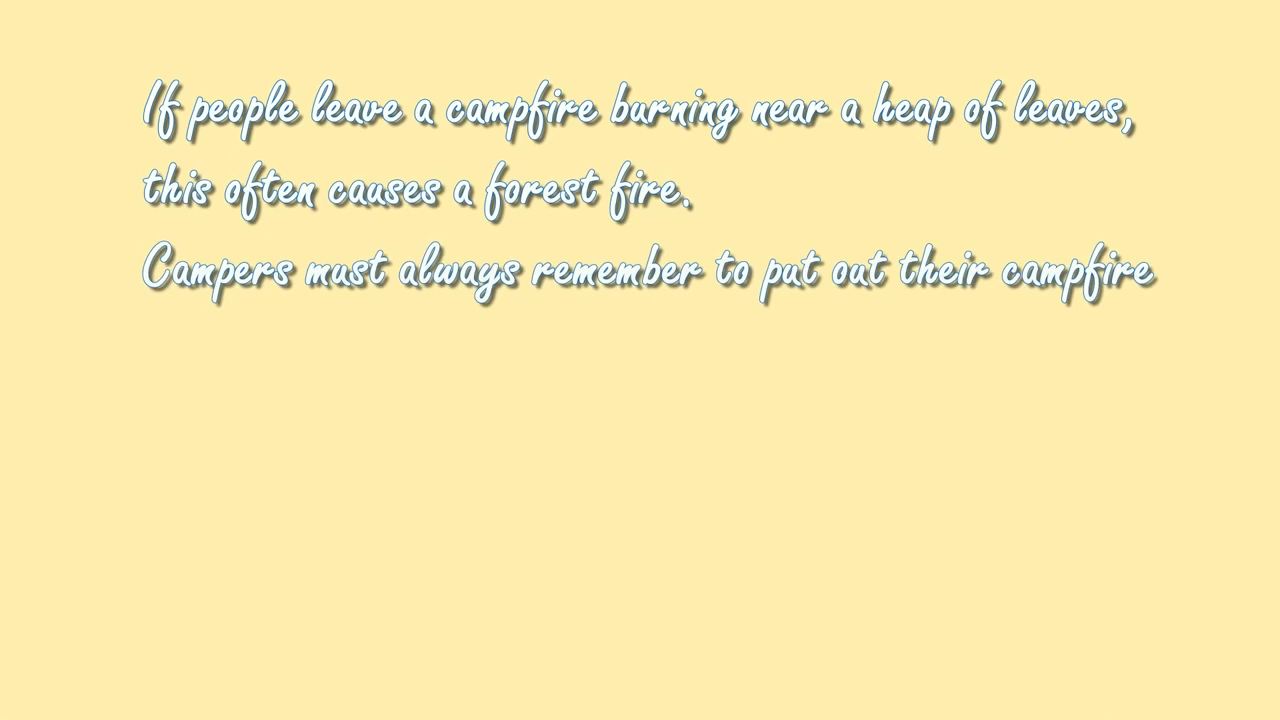 If people leave a campfire burning near a heap of leaves,
this often causes a forest fire.
Campers must always remember to put out their campfire